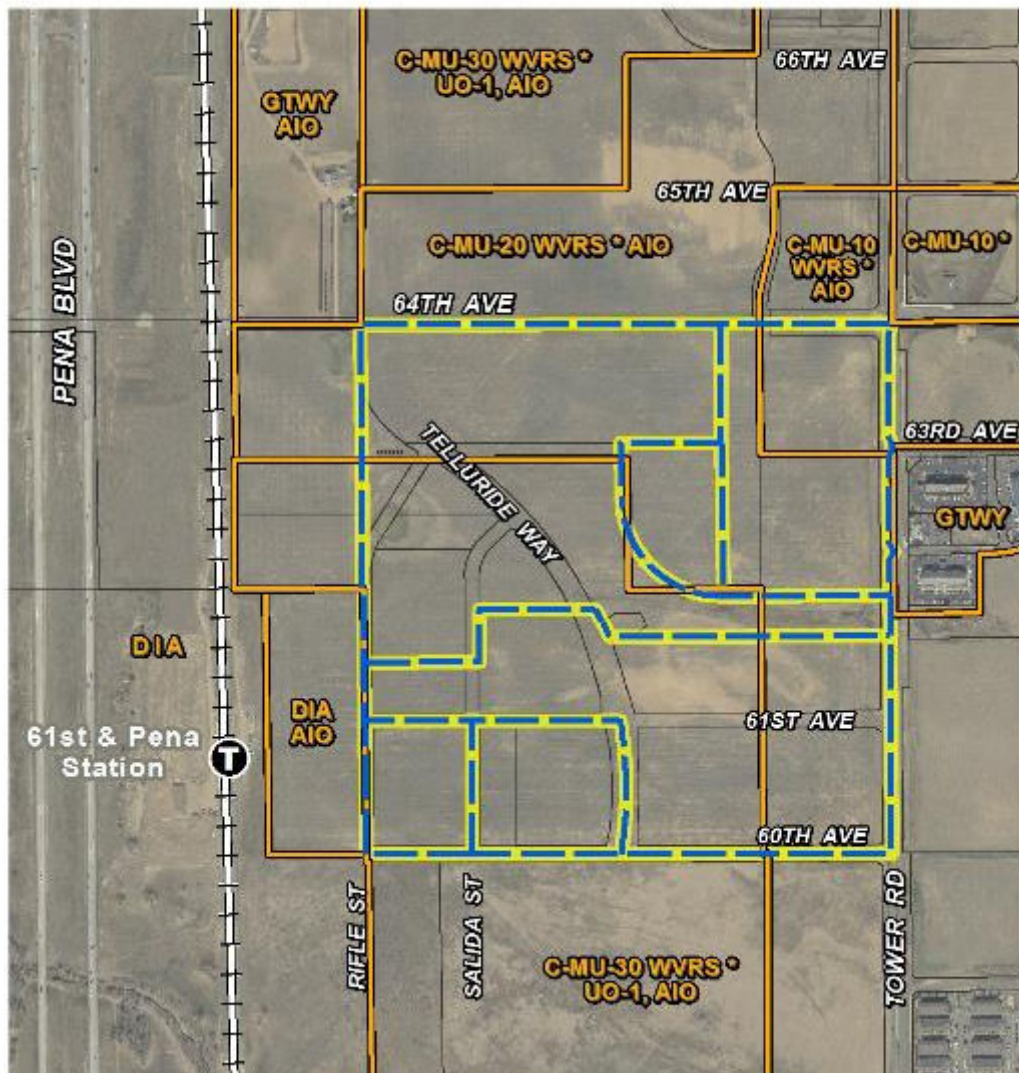 66TH AVE
C-MU-30 WVRS *
UO-1, AIO
GTWY
AIO
65TH AVE
PENA BLVD
C-MU-20 WVRS * AIO
C-MU-10
WVRS *
AIO
C-MU-10 *
64TH AVE
63RD AVE
TELLURIDE WAY
GTWY
DIA
DIA
AIO
61ST AVE
61st & Pena
Station
T
60TH AVE
RIFLE ST
SALIDA ST
TOWER RD
C-MU-30 WVRS *
UO-1, AIO